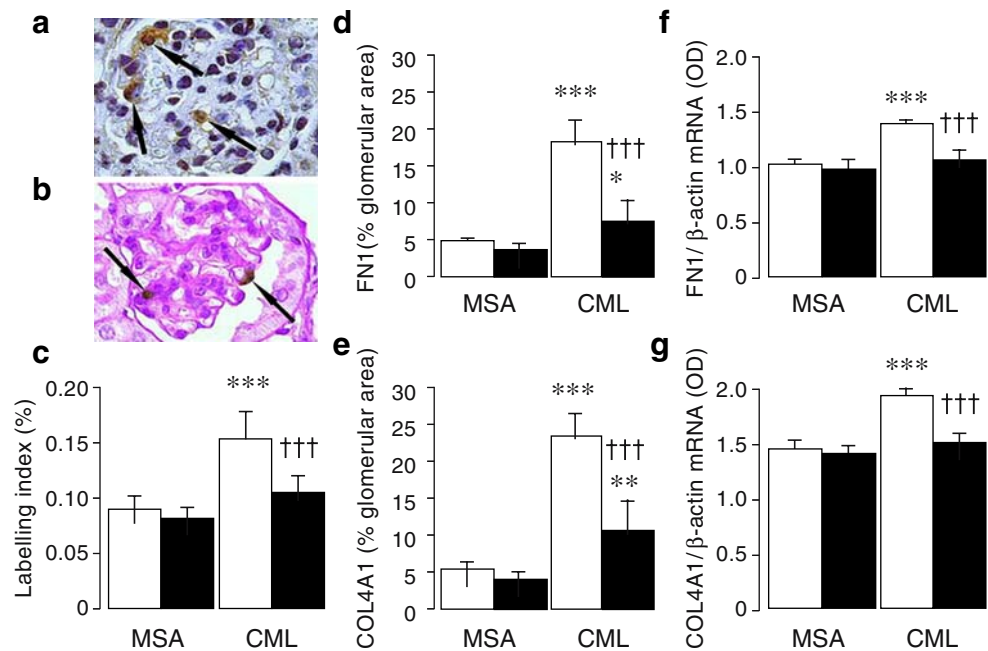 a
b
c
Labelling index (%)
0.20
0.15
0.10
0.05
0
***
†††
MSA
CML
d
FN1(% glomerular area)
30
25
20
15
10
5
0
***
†††
*
MSA
CML
e
COL4A1 (% glomerular area)
30
25
20
15
10
5
0
***
†††
**
MSA
CML
f
FN1/ β-actin mRNA (OD)
2.0
1.5
1.0
0.5
0
***
†††
MSA
CML
g
COL4A1/β-actin mRNA (OD)
2.0
1.5
1.0
0.5
0
***
†††
MSA
CML